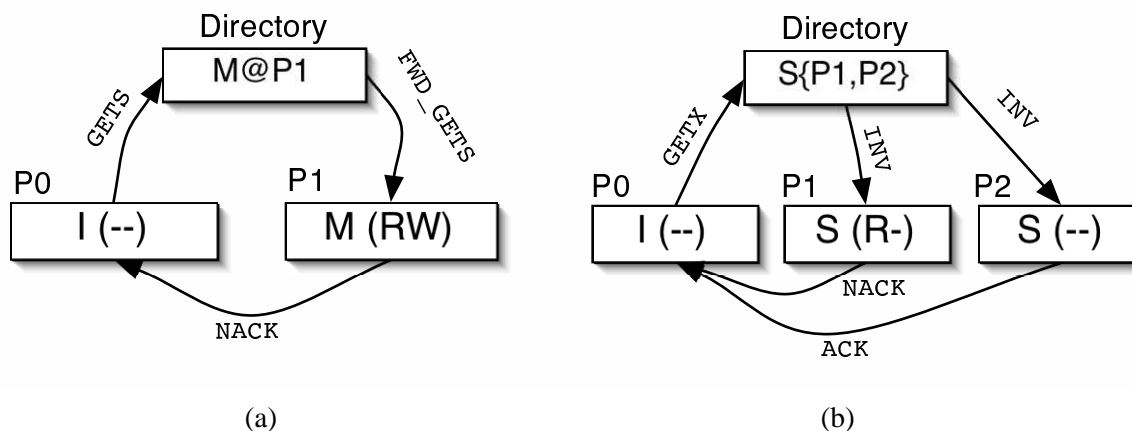 Directory
M@P1
GETS
FWD_GETS
P0
I (--)
P1
M (RW)
NACK
(a)
Directory
S{P1,P2}
GETX
INV
INV
P0
I (--)
P1
S (R-)
P2
S (--)
NACK
ACK
(b)